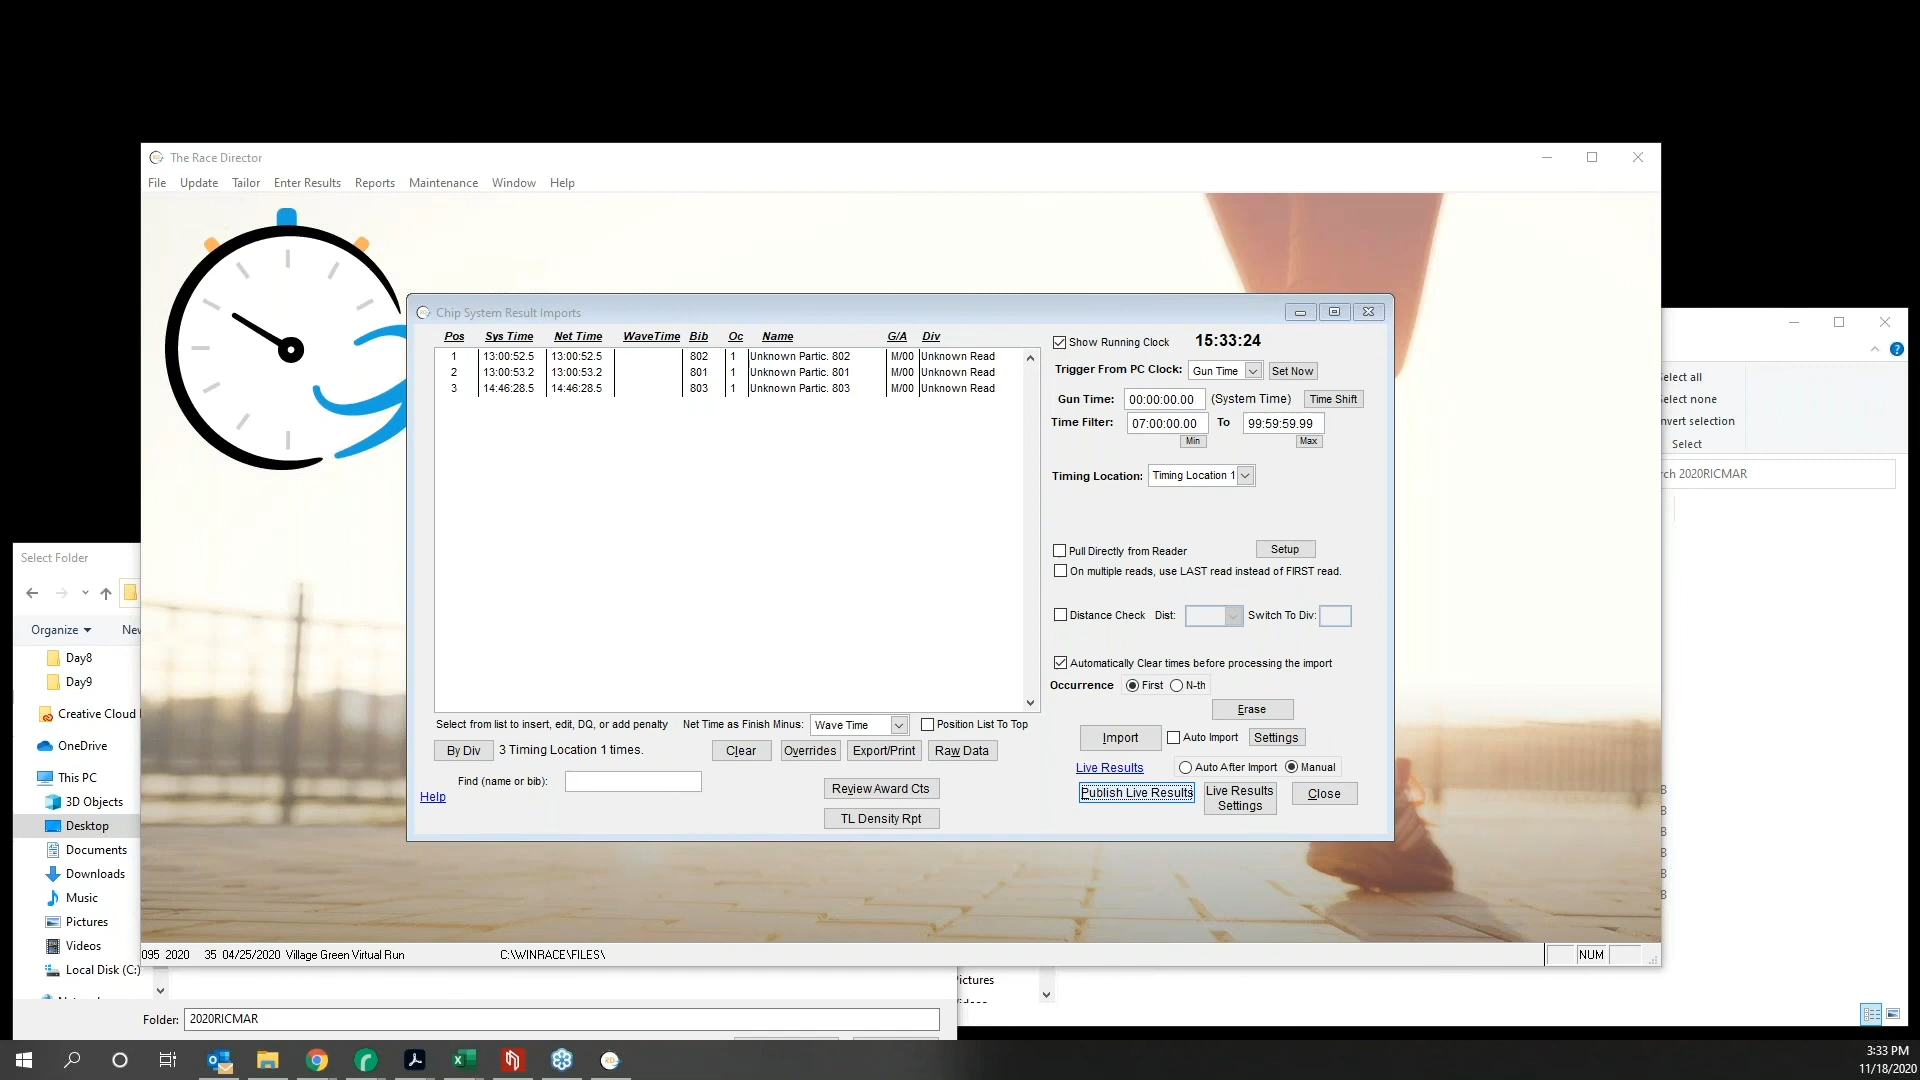 The Race Director
File Update Tailor Enter Results Reports Maintenance Window Help
Chip System Result Imports
Pos Sys Time Net Time WaveTime Bib Oc Name G/A Div
1 13:00:52.5 13:00:52.5 802 1 Unknown Partic. 802 M/00 Unknown Read
2 13:00:53.2 13:00:53.2 801 1 Unknown Partic. 801 M/00 Unknown Read
3 14:46:28.5 14:46:28.5 803 1 Unknown Partic. 803 M/00 Unknown Read
Show Running Clock 15:33:24
Trigger From PC Clock: Gun Time Set Now
Gun Time: 00:00:00.00 (System Time) Time Shift
Time Filter: 07:00:00.00 To 99:59:59.99
Min Max
Timing Location: Timing Location 1
Pull Directly from Reader Setup
On multiple reads, use LAST read instead of FIRST read.
Distance Check Dist: Switch To Div:
Automatically Clear times before processing the import
Occurrence First N-th
Erase
Import Auto Import Settings
Live Results Auto After Import Manual
Publish Live Results Live Results Settings Close
Select from list to insert, edit, DQ, or add penalty Net Time as Finish Minus: Wave Time Position List To Top
By Div 3 Timing Location 1 times. Clear Overrides Export/Print Raw Data
Find (name or bib):
Help
Review Award Cts
TL Density Rpt
095 2020 35 04/25/2020 Village Green Virtual Run C:\WINRACE\FILES\ NUM
Select Folder
Organize New
Day8
Day9
Creative Cloud
OneDrive
This PC
3D Objects
Desktop
Documents
Downloads
Music
Pictures
Videos
Local Disk (C:)
Folder: 2020RICMAR
elect all
elect none
nvert selection
Select
rch 2020RICMAR
B
B
B
B
B
ictures
3:33 PM
11/18/2020